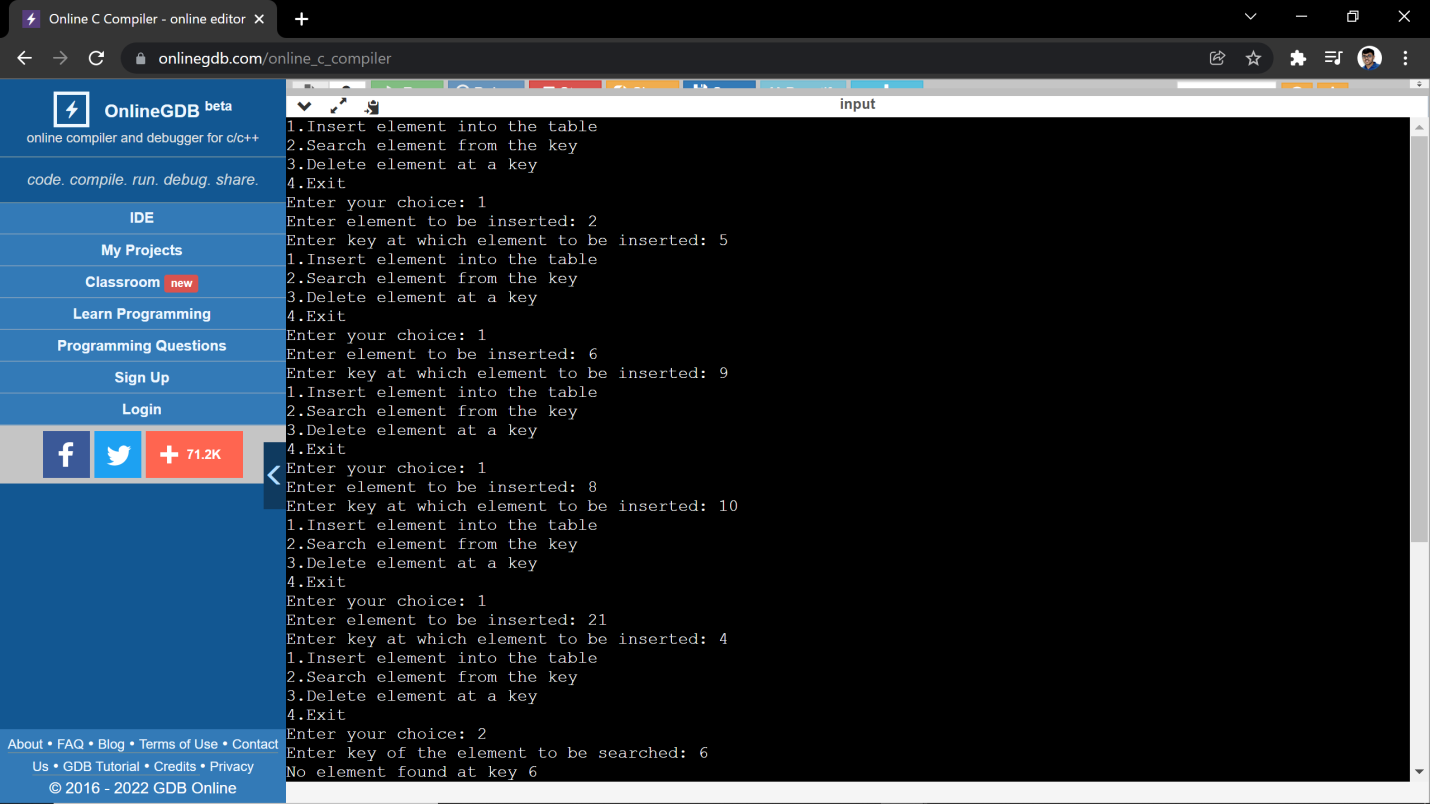 Online C Compiler - online editor
onlinegdb.com/online_c_compiler
OnlineGDB beta
online compiler and debugger for c/c++
code. compile. run. debug. share.
IDE
My Projects
Classroom new
Learn Programming
Programming Questions
Sign Up
Login
71.2K
About • FAQ • Blog • Terms of Use • Contact
Us • GDB Tutorial • Credits • Privacy
© 2016 - 2022 GDB Online
input
1.Insert element into the table
2.Search element from the key
3.Delete element at a key
4.Exit
Enter your choice: 1
Enter element to be inserted: 2
Enter key at which element to be inserted: 5
1.Insert element into the table
2.Search element from the key
3.Delete element at a key
4.Exit
Enter your choice: 1
Enter element to be inserted: 6
Enter key at which element to be inserted: 9
1.Insert element into the table
2.Search element from the key
3.Delete element at a key
4.Exit
Enter your choice: 1
Enter element to be inserted: 8
Enter key at which element to be inserted: 10
1.Insert element into the table
2.Search element from the key
3.Delete element at a key
4.Exit
Enter your choice: 1
Enter element to be inserted: 21
Enter key at which element to be inserted: 4
1.Insert element into the table
2.Search element from the key
3.Delete element at a key
4.Exit
Enter your choice: 2
Enter key of the element to be searched: 6
No element found at key 6